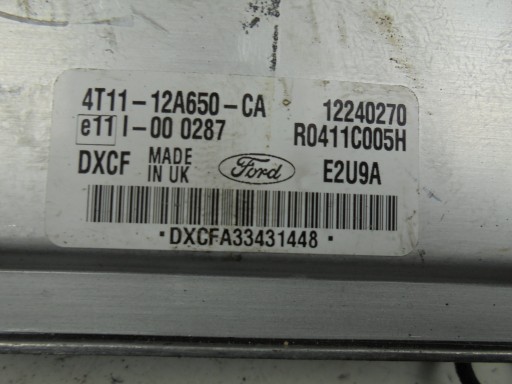 4T11-12A650-CA 12240270
e11 I-00 0287 R0411C005H
DXCF MADE IN UK Ford E2U9A
• DXCFA33431448 •